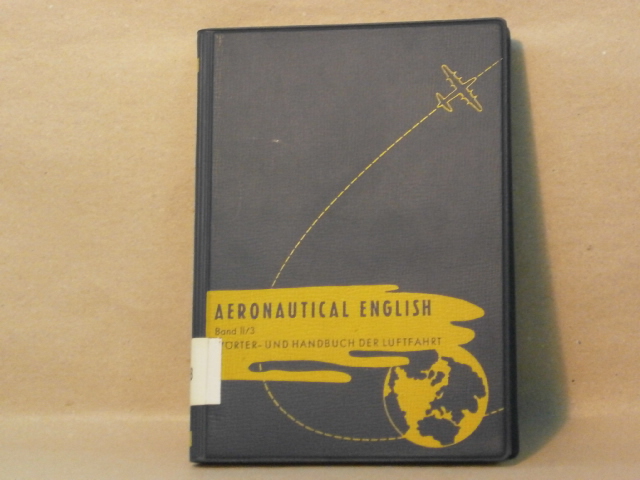 AERONAUTICAL ENGLISH
Band II/3
WÖRTER- UND HANDBUCH DER LUFTFAHRT